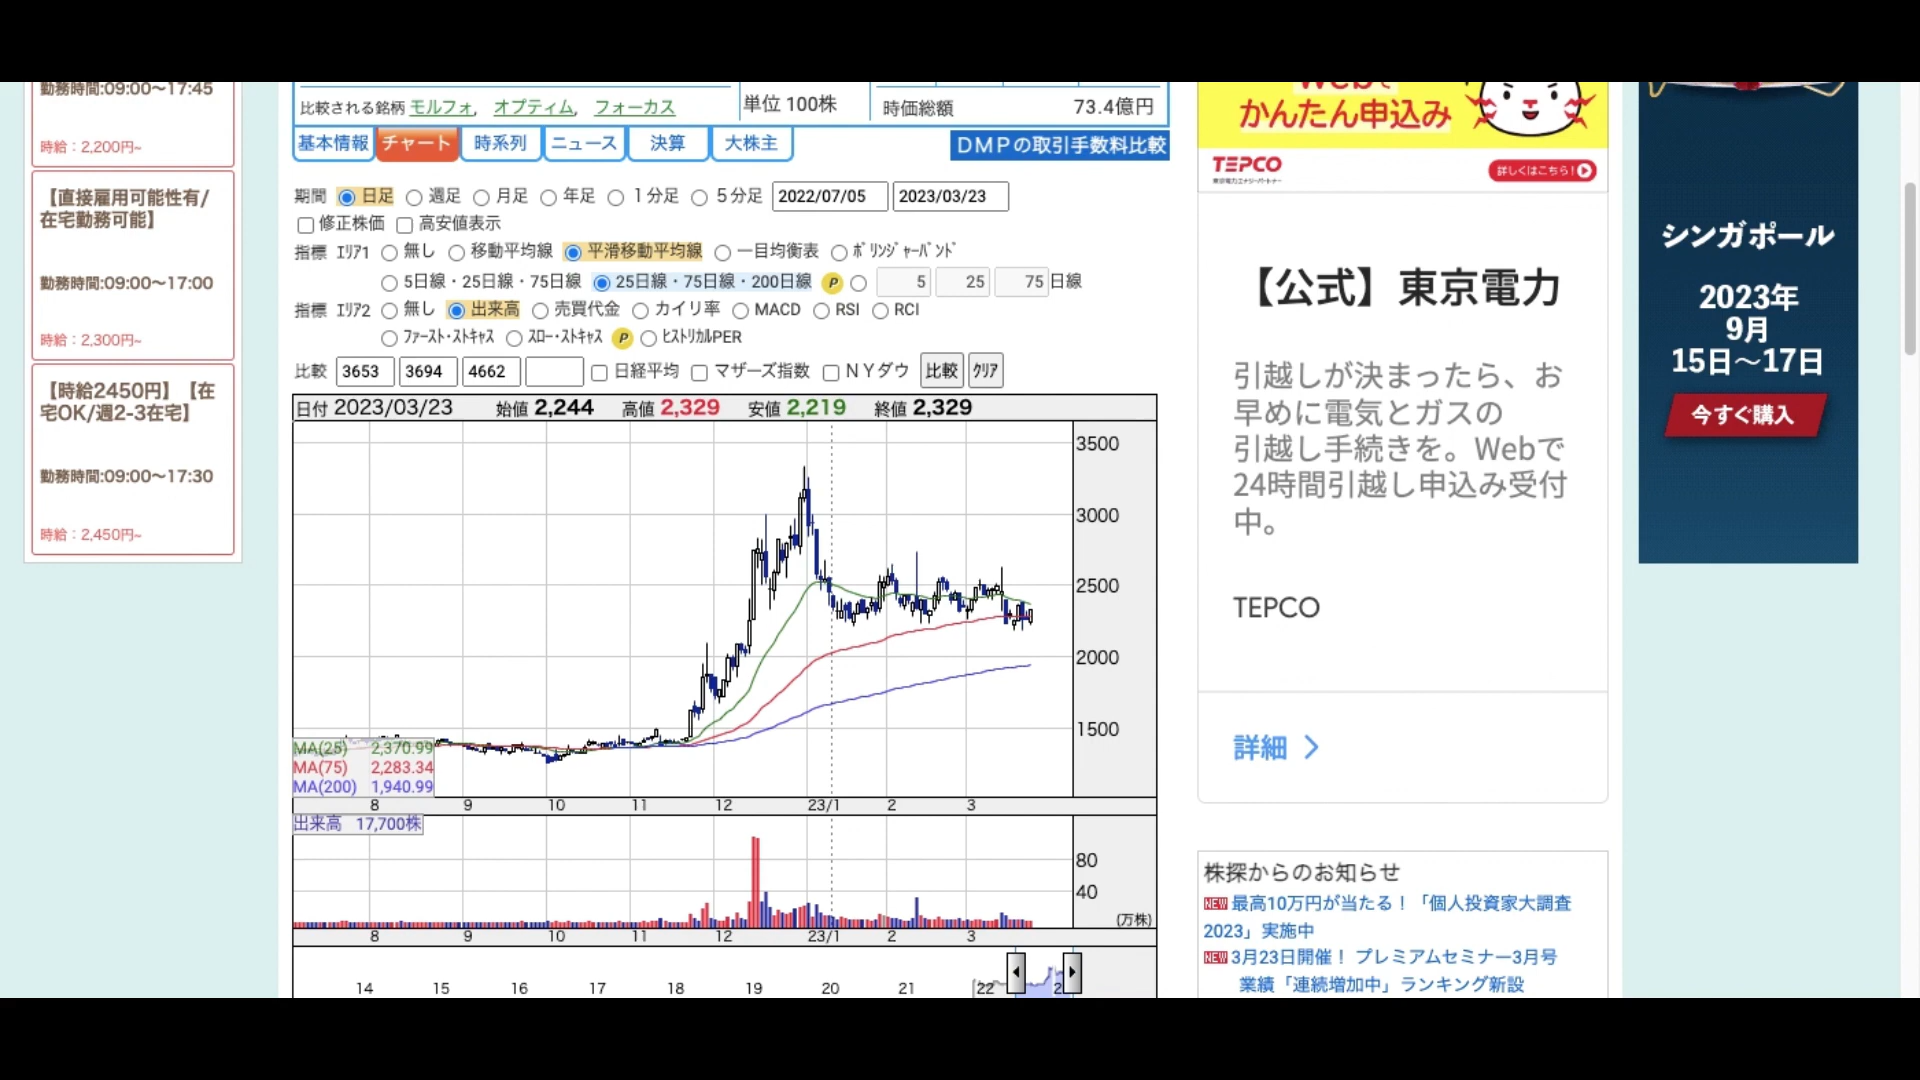 勤務時間:09:00〜17:45
時給：2,200円~
【直接雇用可能性有/
在宅勤務可能】
勤務時間:09:00〜17:00
時給：2,300円~
【時給2450円】【在
宅OK/週2-3在宅】
勤務時間:09:00〜17:30
時給：2,450円~
比較される銘柄 モルフォ, オプティム, フォーカス
単位 100株
時価総額 73.4億円
基本情報 チャート 時系列 ニュース 決算 大株主
DMPの取引手数料比較
期間 日足 週足 月足 年足 1分足 5分足 2022/07/05 2023/03/23
修正株価 高安値表示
指標 ｴﾘｱ1 無し 移動平均線 平滑移動平均線 一目均衡表 ﾎﾞﾘﾝｼﾞｬｰﾊﾞﾝﾄﾞ
5日線・25日線・75日線 25日線・75日線・200日線 P 5 25 75 日線
指標 ｴﾘｱ2 無し 出来高 売買代金 カイリ率 MACD RSI RCI
ﾌｧｰｽﾄ･ｽﾄｷｬｽ ｽﾛｰ･ｽﾄｷｬｽ P ﾋｽﾄﾘｶﾙPER
比較 3653 3694 4662 日経平均 マザーズ指数 ＮＹダウ 比較 ｸﾘｱ
日付 2023/03/23 始値 2,244 高値 2,329 安値 2,219 終値 2,329
3500
3000
2500
2000
1500
MA(25) 2,370.99
MA(75) 2,283.34
MA(200) 1,940.99
8 9 10 11 12 23/1 2 3
出来高 17,700株
80
40
(万株)
8 9 10 11 12 23/1 2 3
14 15 16 17 18 19 20 21 22 2
Webで
かんたん申込み
TEPCO
東京電力エナジーパートナー
詳しくはこちら！
【公式】東京電力
引越しが決まったら、お
早めに電気とガスの
引越し手続きを。Webで
24時間引越し申込み受付
中。
TEPCO
詳細
株探からのお知らせ
NEW 最高10万円が当たる！「個人投資家大調査
2023」実施中
NEW 3月23日開催！ プレミアムセミナー3月号
業績「連続増加中」ランキング新設
シンガポール
2023年
9月
15日〜17日
今すぐ購入